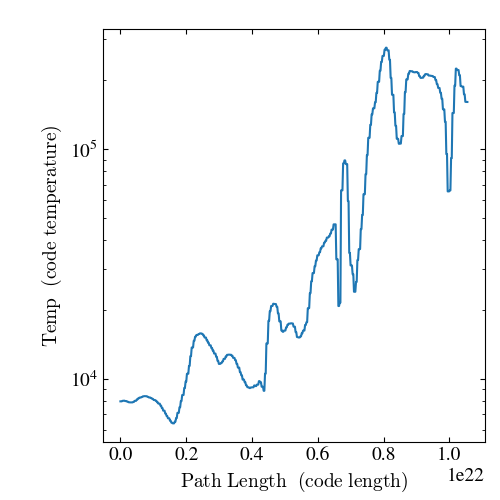 10^5
10^4
Temp (code temperature)
0.0 0.2 0.4 0.6 0.8 1.0
1e22
Path Length (code length)